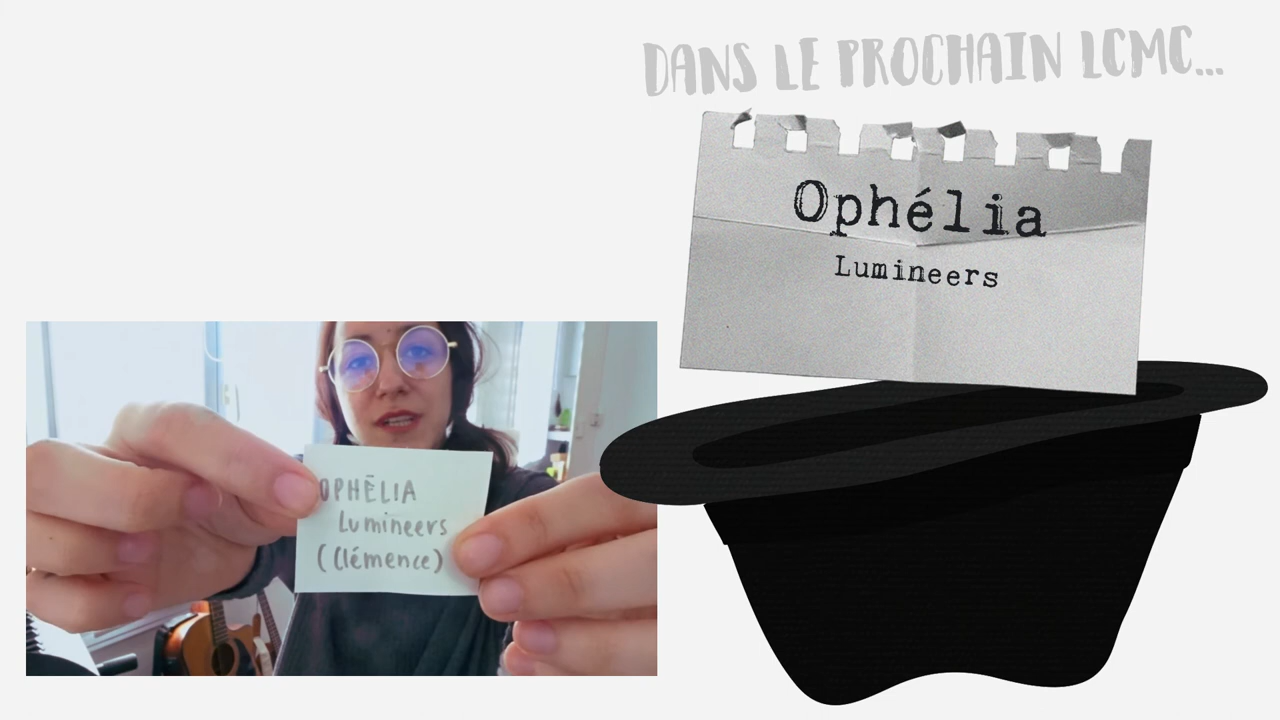 DANS LE PROCHAIN LCMC...
Ophélia
Lumineers
OPHÉLIA
Lumineers
(Clémence)